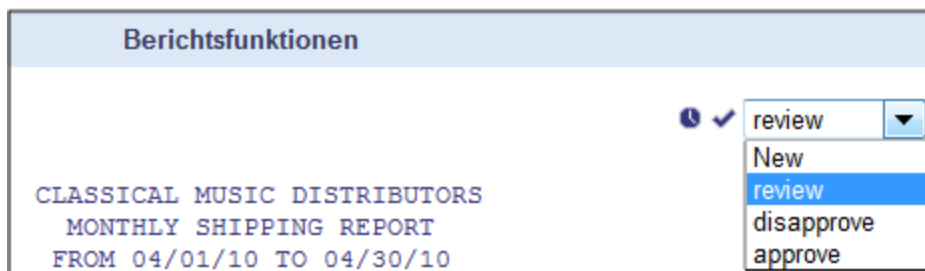 Berichtsfunktionen
review
New
review
disapprove
approve
CLASSICAL MUSIC DISTRIBUTORS
MONTHLY SHIPPING REPORT
FROM 04/01/10 TO 04/30/10